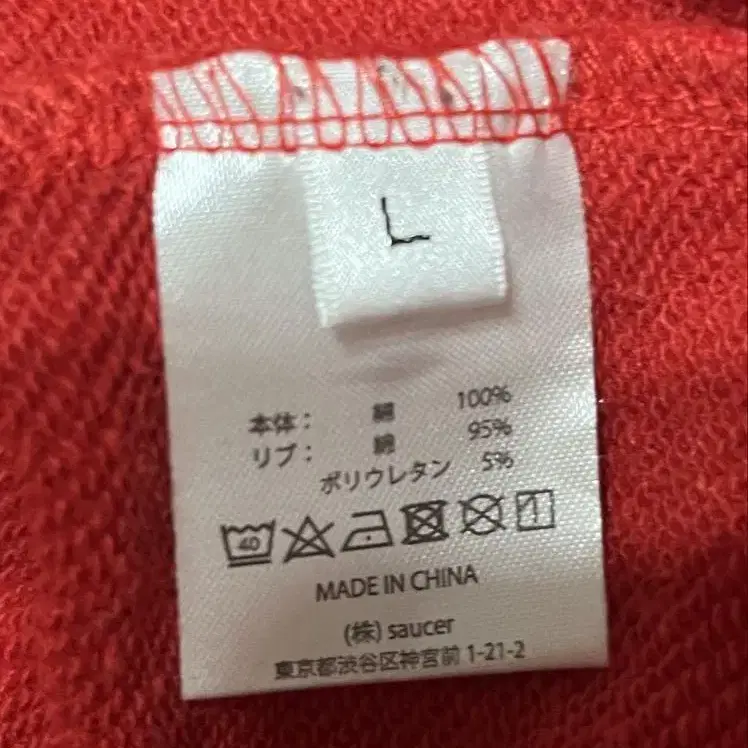 L
本体： 綿 100%
リブ： 綿 95%
ポリウレタン 5%
40
MADE IN CHINA
(株) saucer
東京都渋谷区神宮前 1-21-2